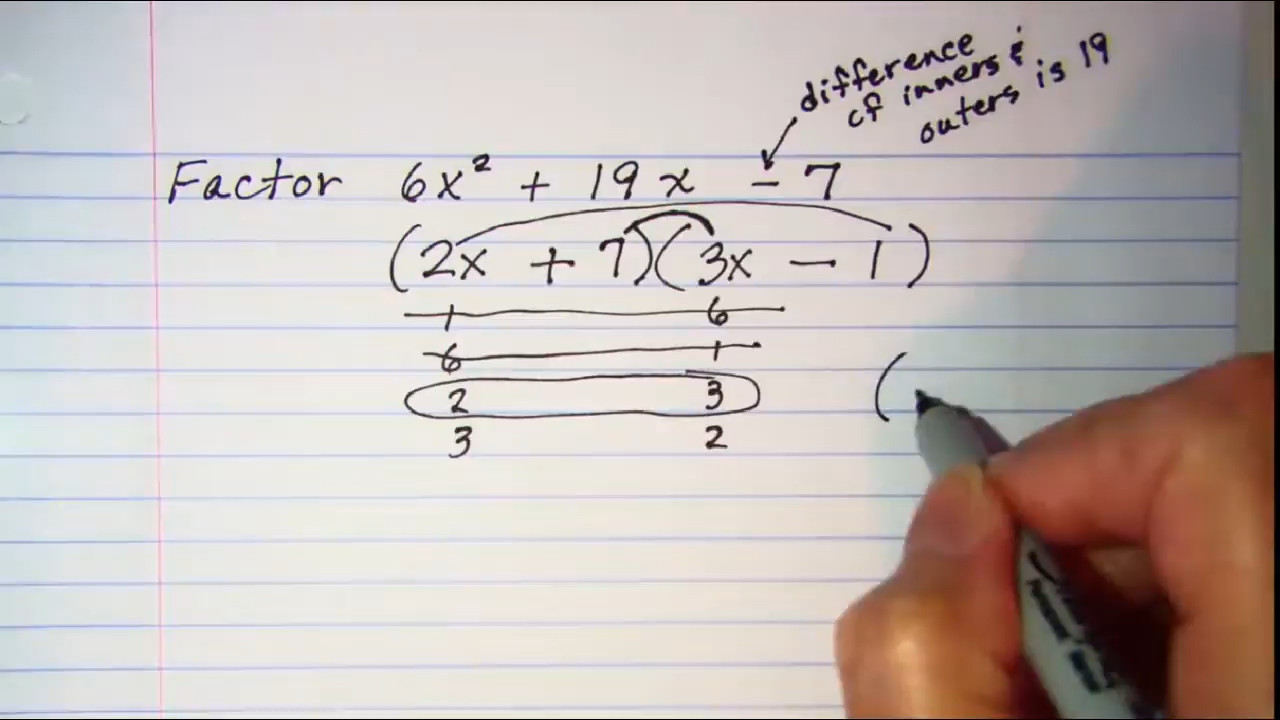 difference
of inners &
outers is 19
Factor 6x² + 19x - 7
(2x + 7)(3x - 1)
1 6
6 1
2 3
3 2
(